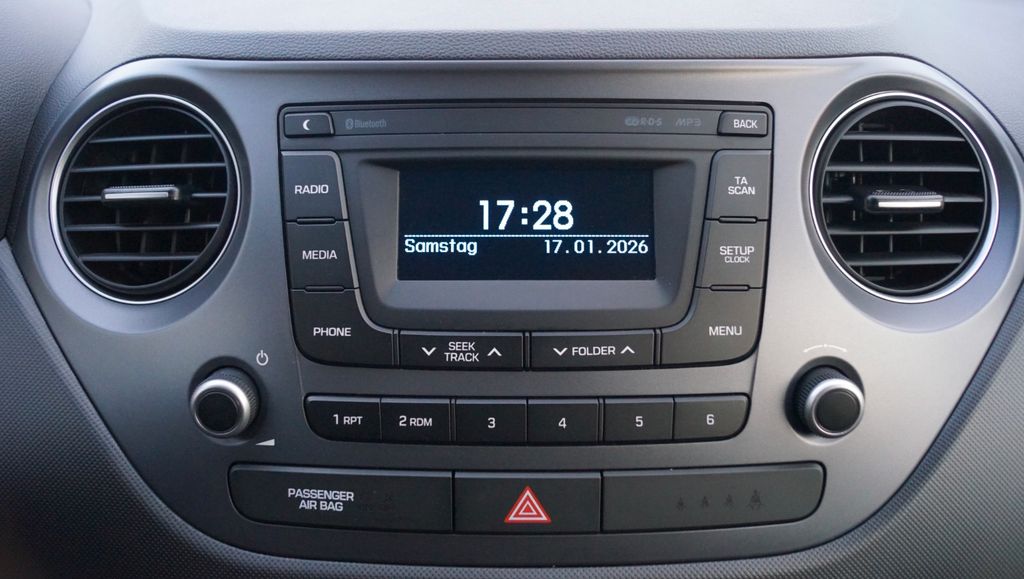 Bluetooth
R·D·S
MP3
BACK
RADIO
MEDIA
PHONE
17:28
Samstag 17.01.2026
TA
SCAN
SETUP
CLOCK
MENU
SEEK
TRACK
FOLDER
1 RPT
2 RDM
3
4
5
6
PASSENGER
AIR BAG